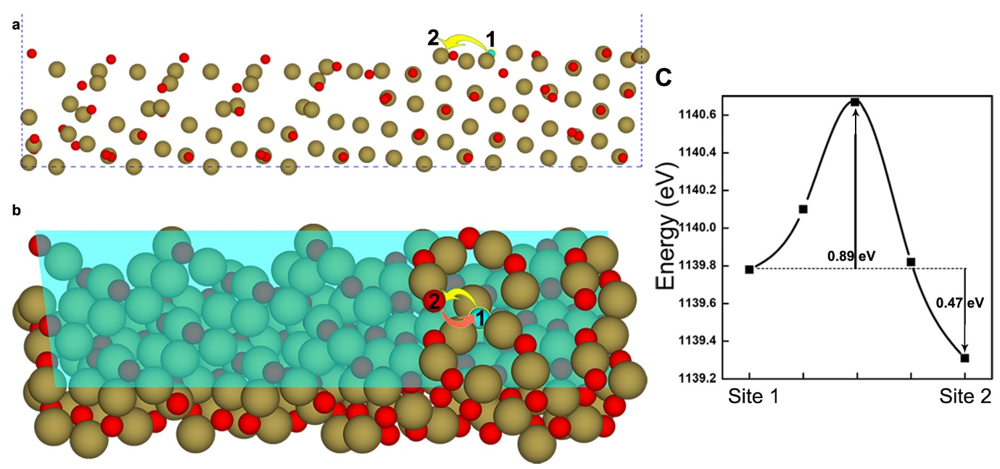 a
2
1
b
2
1
C
Energy (eV)
1140.6
1140.4
1140.2
1140.0
1139.8
1139.6
1139.4
1139.2
0.89 eV
0.47 eV
Site 1
Site 2